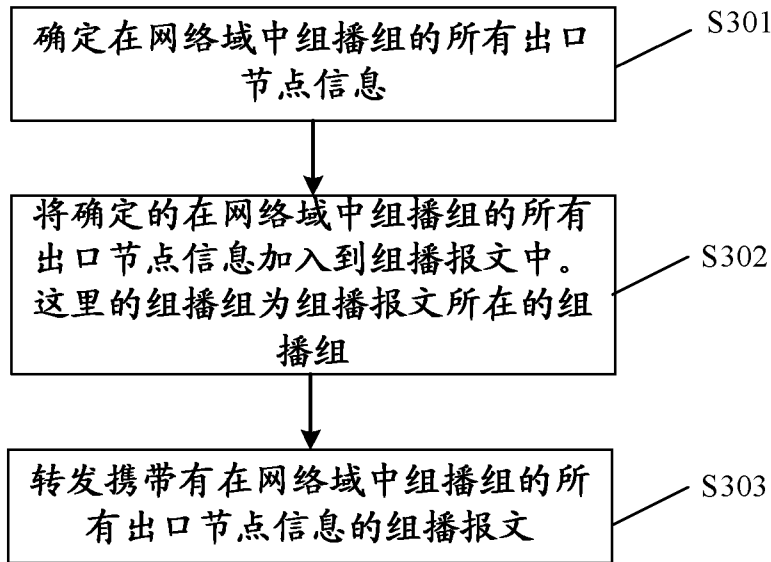 确定在网络域中组播组的所有出口
节点信息
S301
将确定的在网络域中组播组的所有
出口节点信息加入到组播报文中。
这里的组播组为组播报文所在的组
播组
S302
转发携带有在网络域中组播组的所
有出口节点信息的组播报文
S303